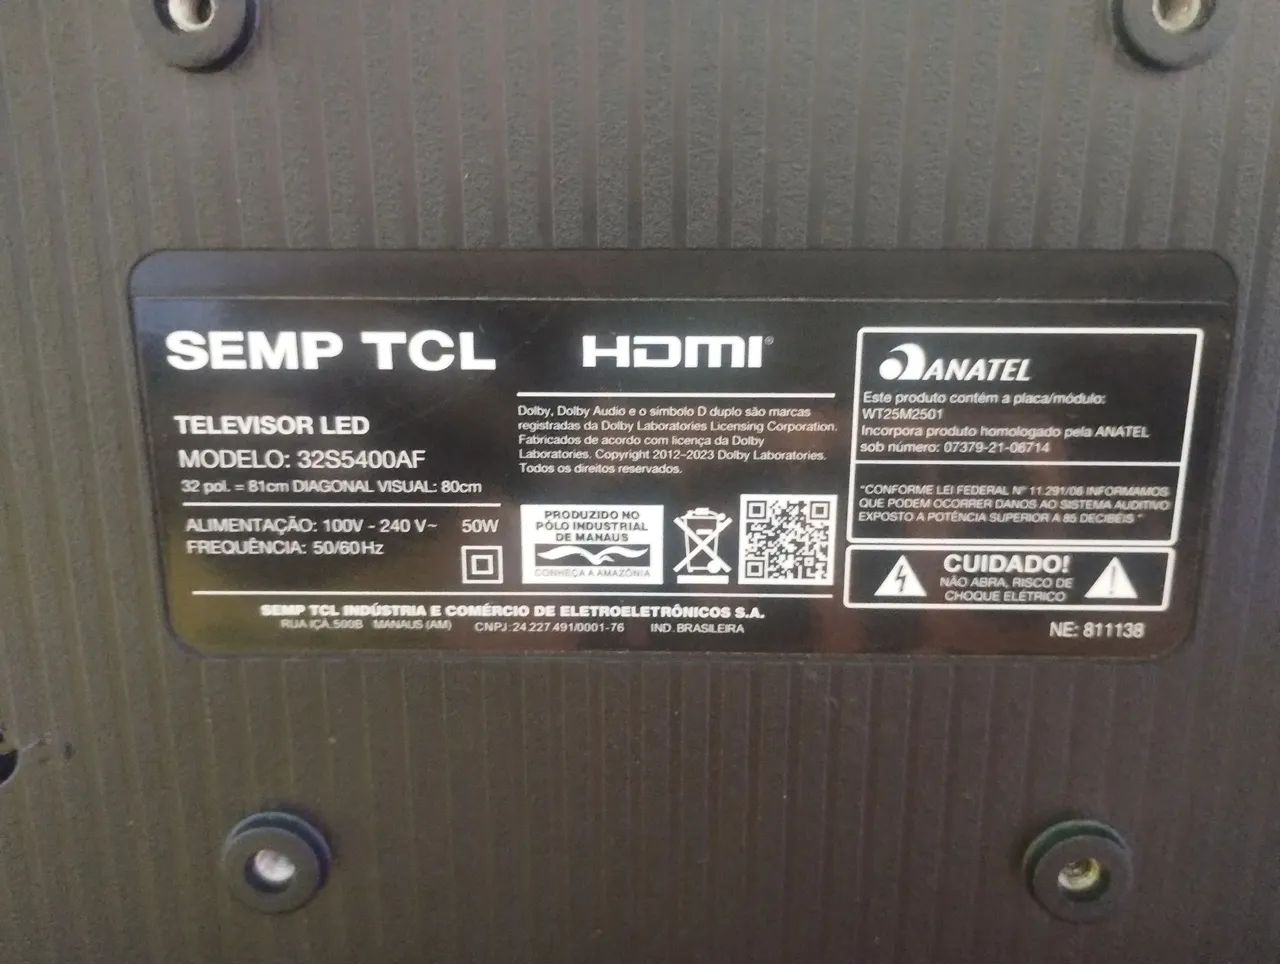 SEMP TCL
TELEVISOR LED
MODELO: 32S5400AF
32 pol. = 81cm DIAGONAL VISUAL: 80cm
ALIMENTAÇÃO: 100V - 240 V~ 50W
FREQUÊNCIA: 50/60Hz
HDMI®
Dolby, Dolby Audio e o símbolo D duplo são marcas
registradas da Dolby Laboratories Licensing Corporation.
Fabricados de acordo com licença da Dolby
Laboratories. Copyright 2012-2023 Dolby Laboratories.
Todos os direitos reservados.
PRODUZIDO NO
PÓLO INDUSTRIAL
DE MANAUS
CONHEÇA A AMAZÔNIA
ANATEL
Este produto contém a placa/módulo:
WT25M2501
Incorpora produto homologado pela ANATEL
sob número: 07379-21-06714
"CONFORME LEI FEDERAL N° 11.291/06 INFORMAMOS
QUE PODEM OCORRER DANOS AO SISTEMA AUDITIVO
EXPOSTO A POTÊNCIA SUPERIOR A 85 DECIBÉIS "
CUIDADO!
NÃO ABRA, RISCO DE
CHOQUE ELÉTRICO
SEMP TCL INDÚSTRIA E COMÉRCIO DE ELETROELETRÔNICOS S.A.
RUA IÇÁ, 500B MANAUS (AM) CNPJ: 24.227.491/0001-76 IND. BRASILEIRA
NE: 811138